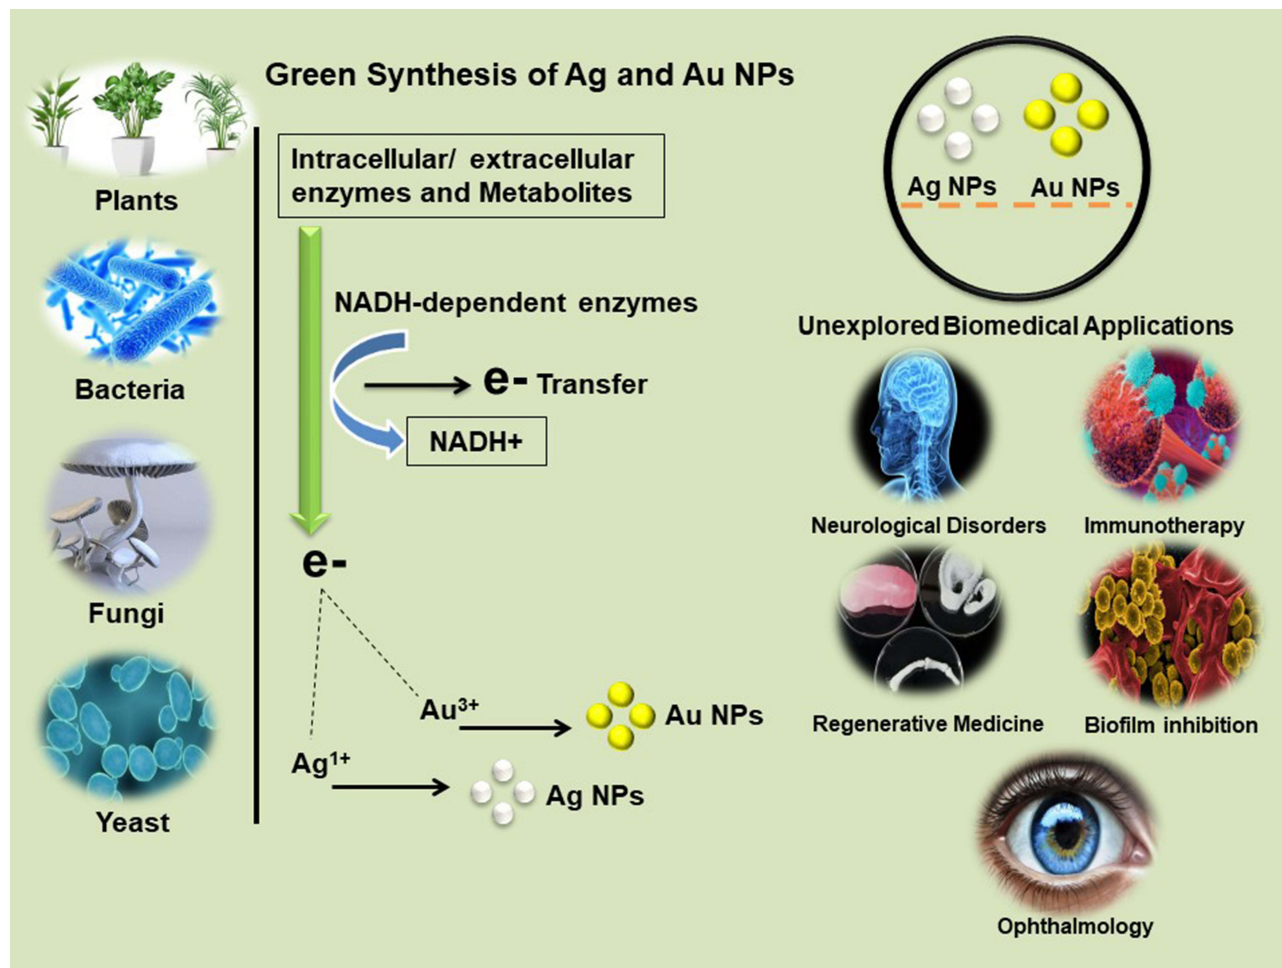 Green Synthesis of Ag and Au NPs
Plants
Bacteria
Fungi
Yeast
Intracellular/ extracellular
enzymes and Metabolites
NADH-dependent enzymes
e- Transfer
NADH+
e-
Au³⁺
Au NPs
Ag¹⁺
Ag NPs
Ag NPs
Au NPs
Unexplored Biomedical Applications
Neurological Disorders
Immunotherapy
Regenerative Medicine
Biofilm inhibition
Ophthalmology